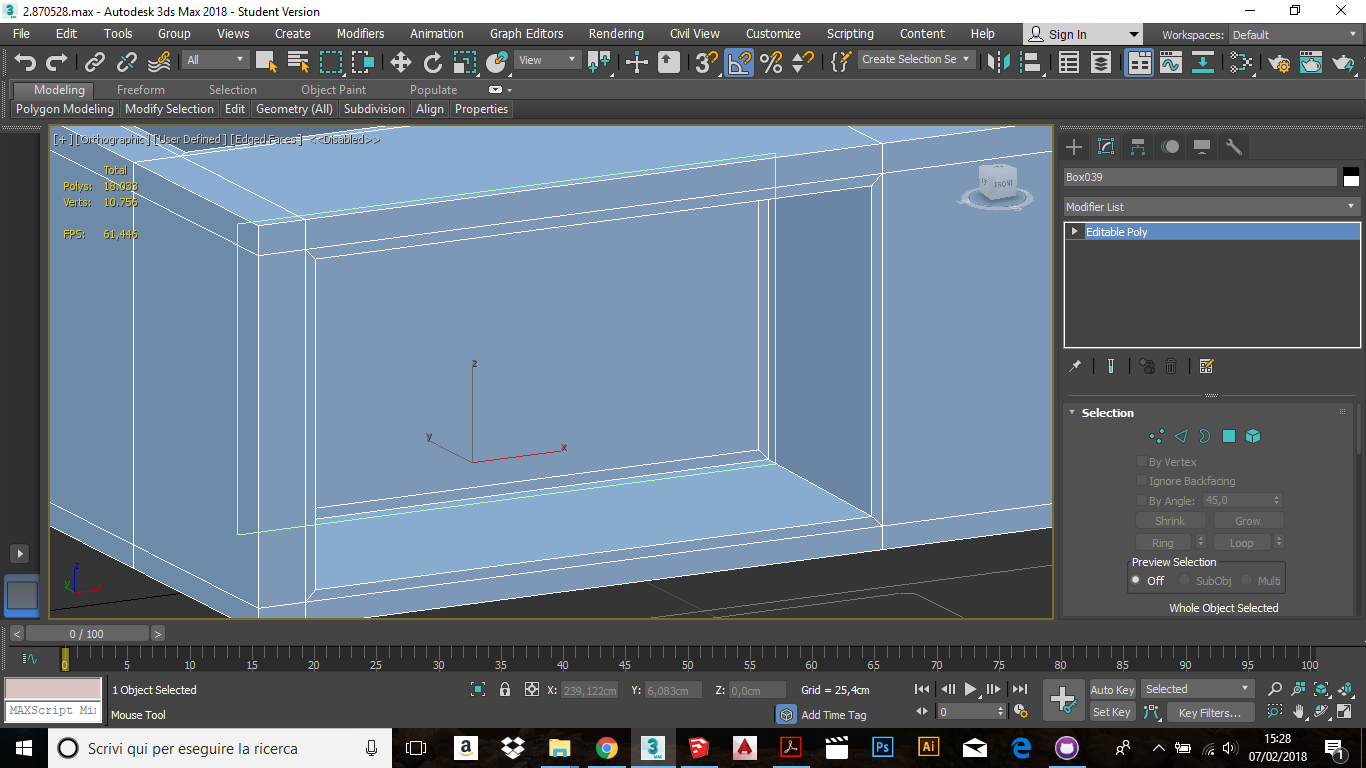 2.870528.max - Autodesk 3ds Max 2018 - Student Version
File Edit Tools Group Views Create Modifiers Animation Graph Editors Rendering Civil View Customize Scripting Content Help Sign In Workspaces: Default
All View Create Selection Se
Modeling Freeform Selection Object Paint Populate
Polygon Modeling Modify Selection Edit Geometry (All) Subdivision Align Properties
[+] [Orthographic] [User Defined] [Edged Faces] <<Disabled>>
Total
Polys: 18.033
Verts: 10.756
FPS: 61,446
FRONT
z
y
x
z
y
x
Box039
Modifier List
Editable Poly
Selection
By Vertex
Ignore Backfacing
By Angle: 45,0
Shrink Grow
Ring Loop
Preview Selection
Off SubObj Multi
Whole Object Selected
< 0 / 100 >
0 5 10 15 20 25 30 35 40 45 50 55 60 65 70 75 80 85 90 95 100
1 Object Selected X: 239,122cm Y: 6,083cm Z: 0,0cm Grid = 25,4cm Auto Key Selected
MAXScript Min Mouse Tool Add Time Tag 0 Set Key Key Filters...
Scrivi qui per eseguire la ricerca
a
3
MAX
A
Ps
Ai
e
15:28
07/02/2018
1